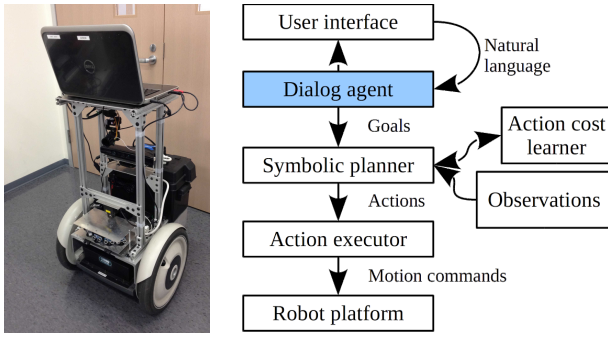 User interface
Natural
language
Dialog agent
Goals
Action cost
learner
Symbolic planner
Observations
Actions
Action executor
Motion commands
Robot platform
DELL